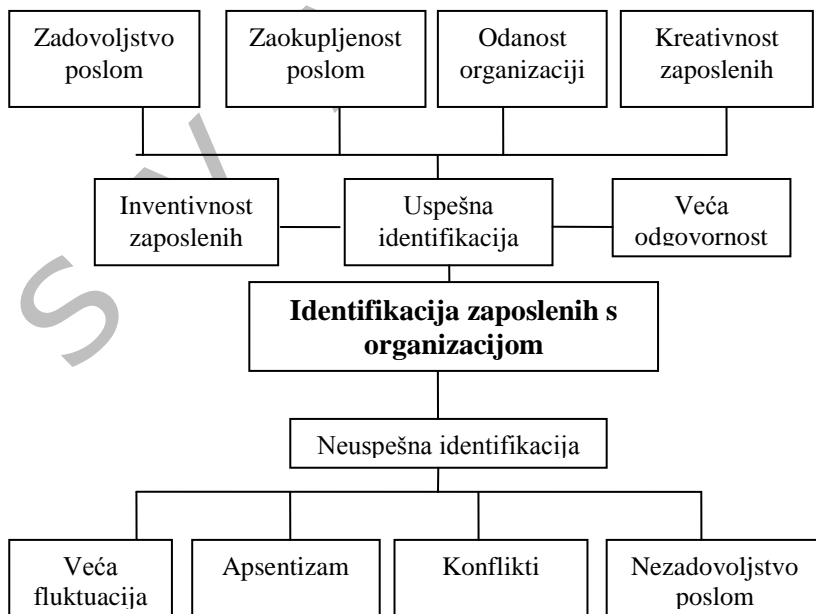 Zadovoljstvo
poslom
Zaokupljenost
poslom
Odanost
organizaciji
Kreativnost
zaposlenih
Inventivnost
zaposlenih
Uspešna
identifikacija
Veća
odgovornost
Identifikacija zaposlenih s
organizacijom
Neuspešna identifikacija
Veća
fluktuacija
Apsentizam
Konflikti
Nezadovoljstvo
poslom